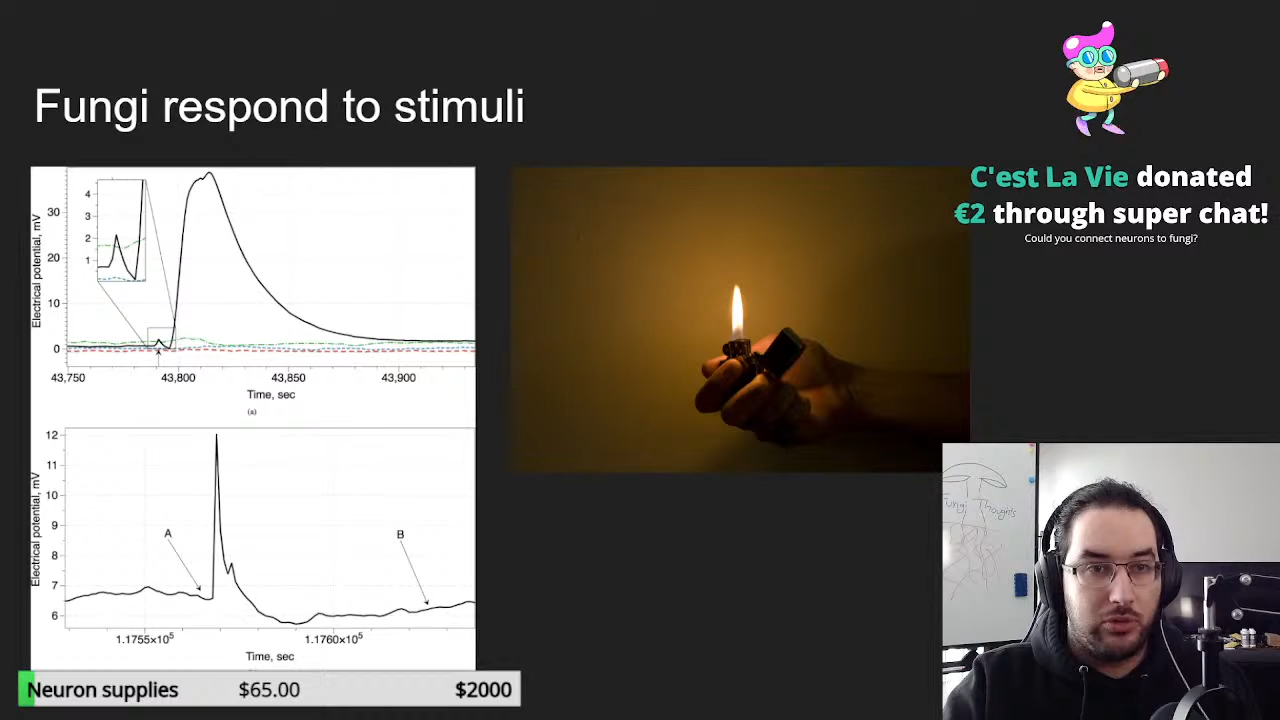 Fungi respond to stimuli
C'est La Vie donated
€2 through super chat!
Could you connect neurons to fungi?
Electrical potential, mV
4
3
2
1
30
20
10
0
43,750
43,800
43,850
43,900
Time, sec
(a)
Electrical potential, mV
12
11
10
9
8
7
6
A
B
1.1755×10⁵
1.1760×10⁵
Time, sec
Fungi Thoughts
Neuron supplies $65.00 $2000